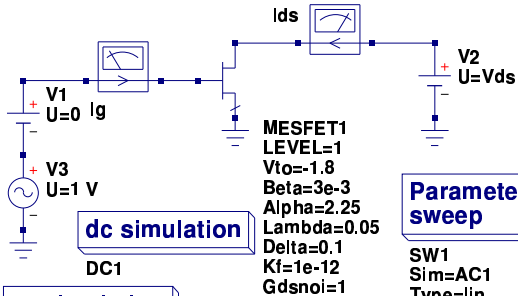 Ids
V2
U=Vds
V1
U=0
Ig
V3
U=1 V
MESFET1
LEVEL=1
Vto=-1.8
Beta=3e-3
Alpha=2.25
Lambda=0.05
Delta=0.1
Kf=1e-12
Gdsnoi=1
dc simulation
DC1
Paramete
sweep
SW1
Sim=AC1
Type=lin